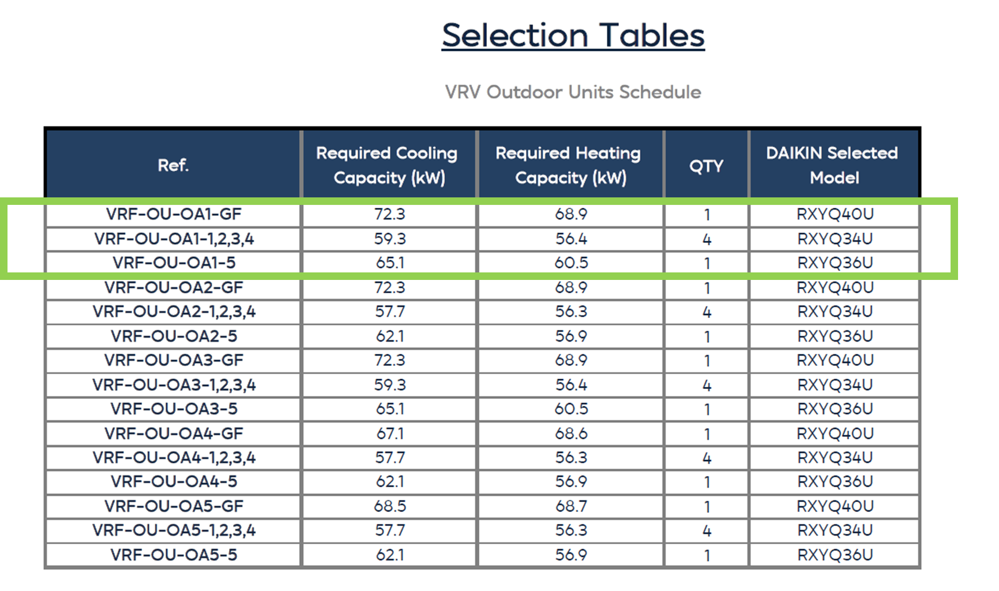 Selection Tables
VRV Outdoor Units Schedule
Ref. Required Cooling Capacity (kW) Required Heating Capacity (kW) QTY DAIKIN Selected Model
VRF-OU-OA1-GF 72.3 68.9 1 RXYQ40U
VRF-OU-OA1-1,2,3,4 59.3 56.4 4 RXYQ34U
VRF-OU-OA1-5 65.1 60.5 1 RXYQ36U
VRF-OU-OA2-GF 72.3 68.9 1 RXYQ40U
VRF-OU-OA2-1,2,3,4 57.7 56.3 4 RXYQ34U
VRF-OU-OA2-5 62.1 56.9 1 RXYQ36U
VRF-OU-OA3-GF 72.3 68.9 1 RXYQ40U
VRF-OU-OA3-1,2,3,4 59.3 56.4 4 RXYQ34U
VRF-OU-OA3-5 65.1 60.5 1 RXYQ36U
VRF-OU-OA4-GF 67.1 68.6 1 RXYQ40U
VRF-OU-OA4-1,2,3,4 57.7 56.3 4 RXYQ34U
VRF-OU-OA4-5 62.1 56.9 1 RXYQ36U
VRF-OU-OA5-GF 68.5 68.7 1 RXYQ40U
VRF-OU-OA5-1,2,3,4 57.7 56.3 4 RXYQ34U
VRF-OU-OA5-5 62.1 56.9 1 RXYQ36U